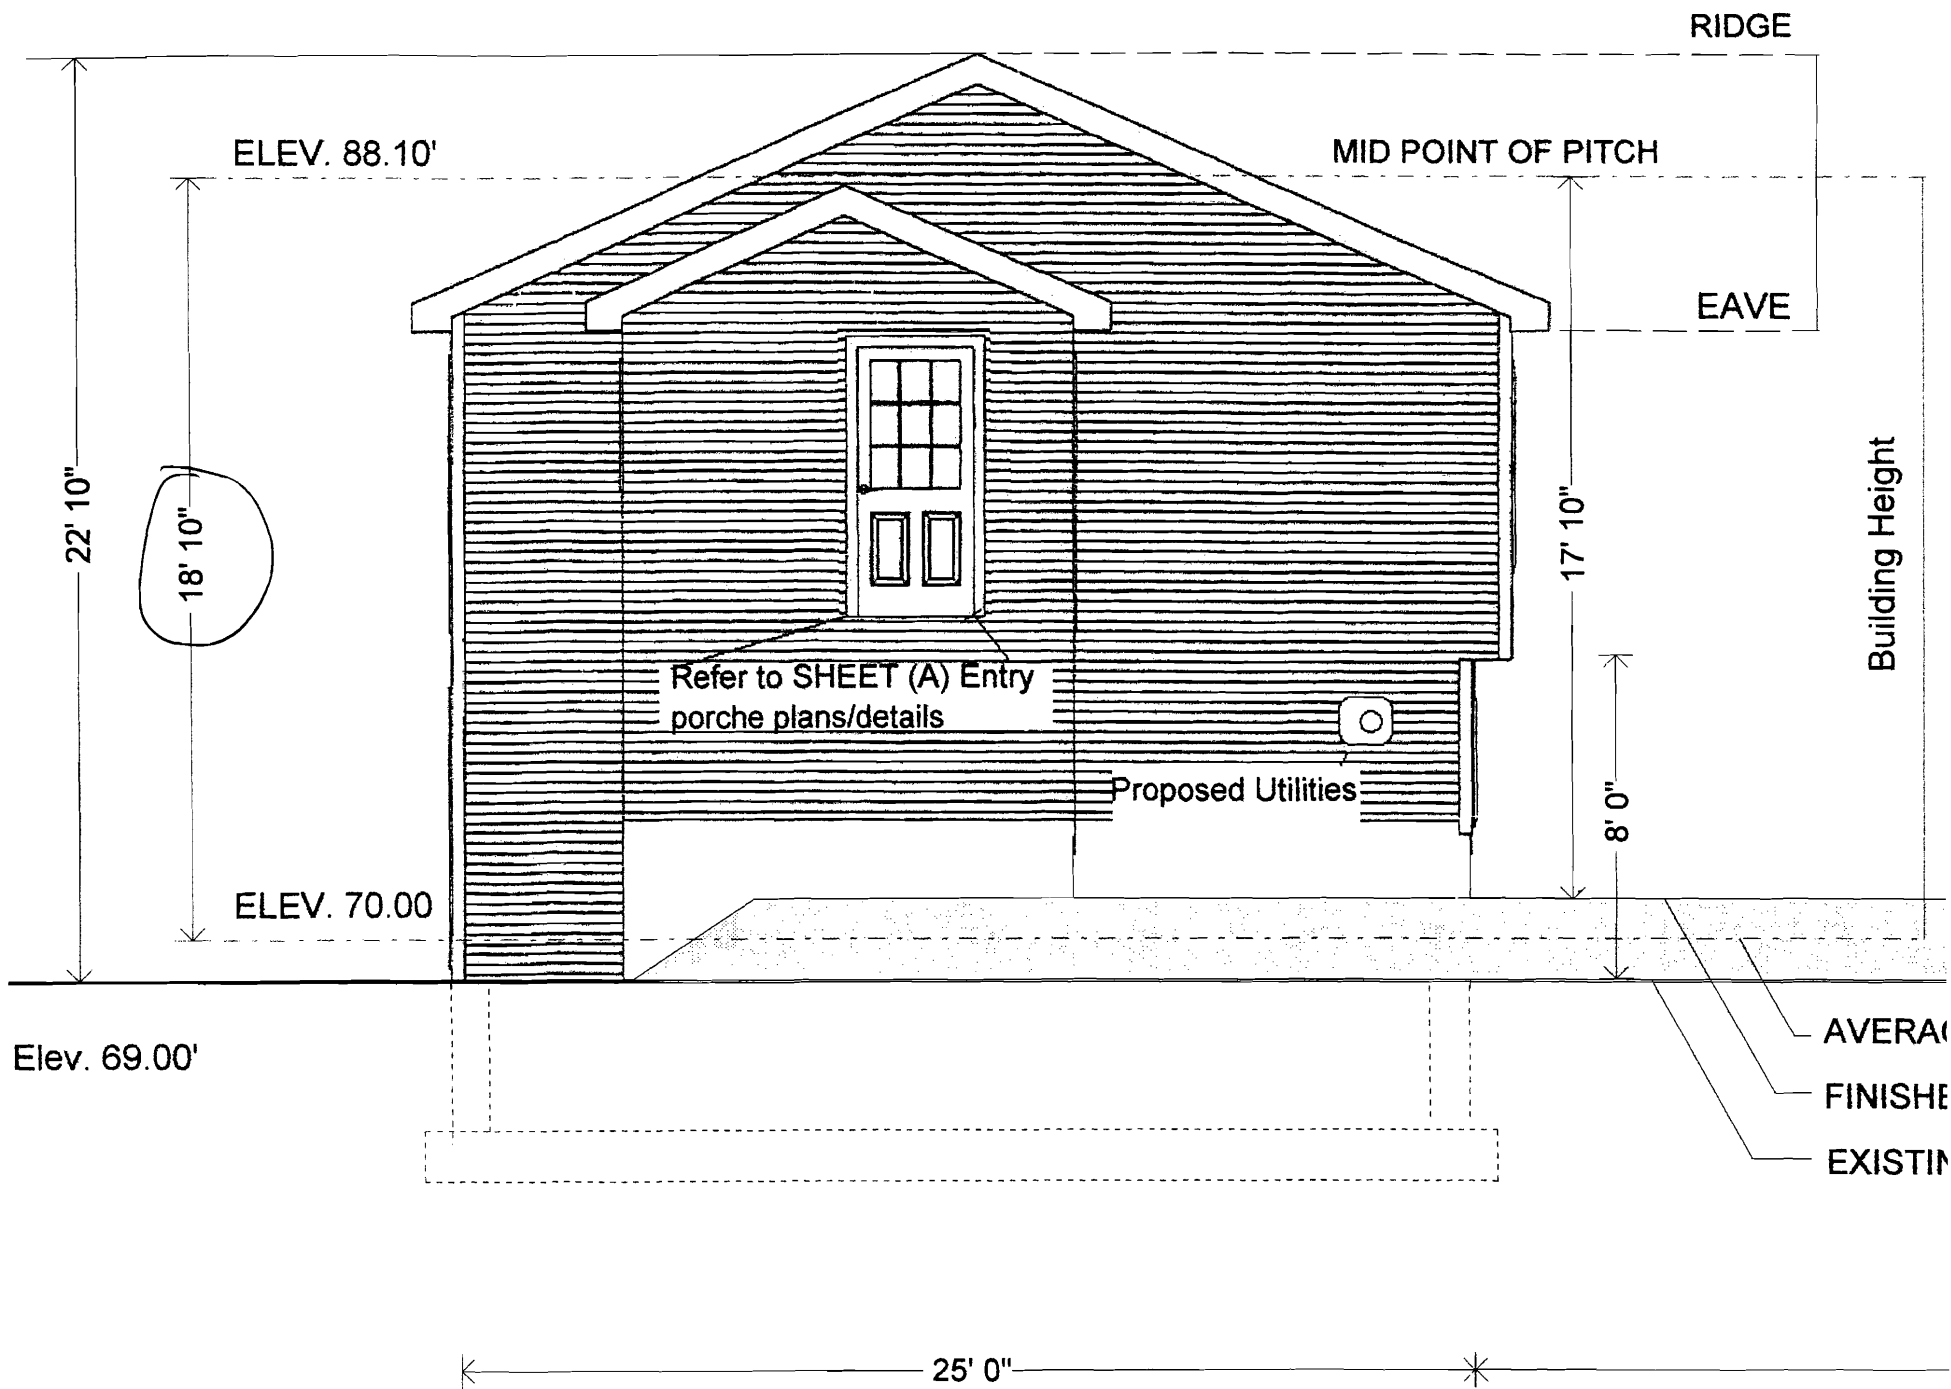 RIDGE
ELEV. 88.10'
MID POINT OF PITCH
EAVE
22' 10"
18' 10"
17' 10"
Building Height
Refer to SHEET (A) Entry
porche plans/details
Proposed Utilities
8' 0"
ELEV. 70.00
Elev. 69.00'
25' 0"